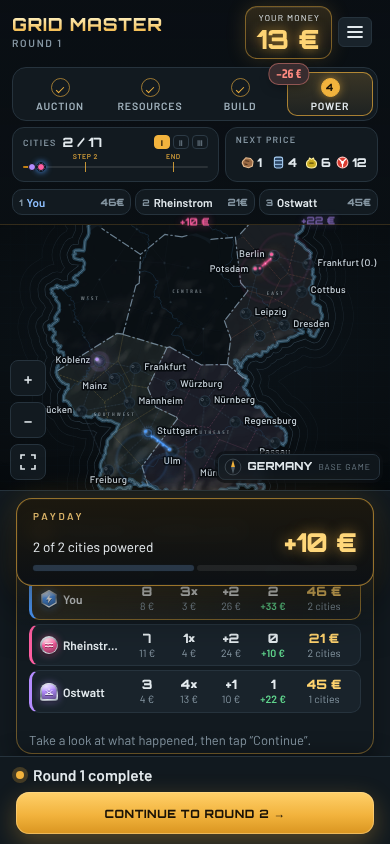 GRID MASTER
ROUND 1
YOUR MONEY
13 €
-26 €
AUCTION
RESOURCES
BUILD
4
POWER
CITIES 2 / 17
I II III
STEP 2
END
NEXT PRICE
1 4 6 12
1 You 46€
2 Rheinstrom 21€
3 Ostwatt 45€
+10 €
+22 €
Berlin
Potsdam
Frankfurt (O.)
WEST
CENTRAL
EAST
Cottbus
Leipzig
Dresden
Koblenz
Frankfurt
Mainz
Würzburg
Mannheim
Nürnberg
ücken
Regensburg
Stuttgart
Ulm
Passau
Freiburg
GERMANY BASE GAME
+
−
PAYDAY
2 of 2 cities powered
+10 €
You 8 3x +2 2 46 €
8 € 3 € 26 € +33 € 2 cities
Rheinstr... 7 1x +2 0 21 €
11 € 4 € 24 € +10 € 2 cities
Ostwatt 3 4x +1 1 45 €
4 € 13 € 10 € +22 € 1 cities
Take a look at what happened, then tap “Continue”.
Round 1 complete
CONTINUE TO ROUND 2 →